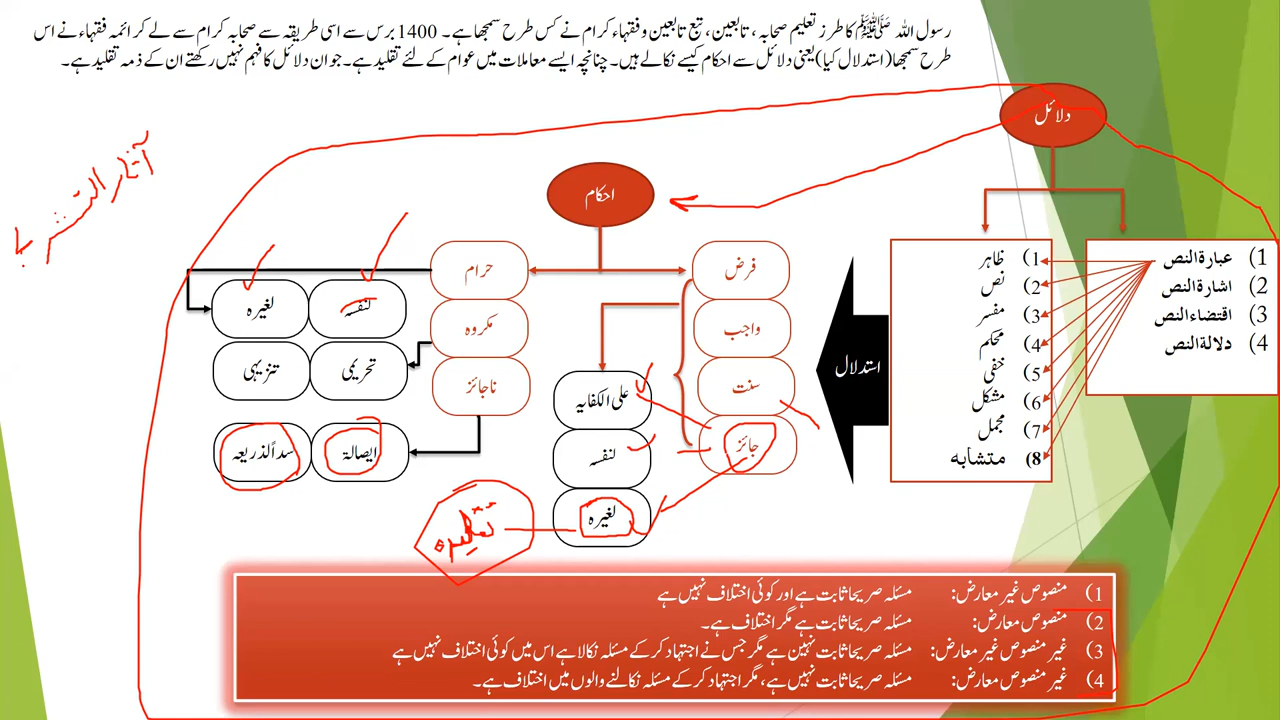 رسول اللہ ﷺ کا طرز تعلیم صحابہ، تابعین، تبع تابعین و فقہاء کرام نے کس طرح سمجھا ہے۔ 1400 برس سے اسی طریقہ سے صحابہ کرام سے لے کر ائمہ فقہاء نے اس
طرح سمجھا (استدلال کیا) یعنی دلائل سے احکام کیسے نکالے ہیں۔ چنانچہ ایسے معاملات میں عوام کے لئے تقلید ہے۔ جو ان دلائل کا فہم نہیں رکھتے ان کے ذمہ تقلید ہے۔
دلائل
1) عبارۃ النص
2) اشارۃ النص
3) اقتضاء النص
4) دلالۃ النص
1) ظاہر
2) نص
3) مفسر
4) محکم
5) خفی
6) مشکل
7) مجمل
8) متشابہ
استدلال
احکام
فرض
واجب
سنت
جائز
علی الکفایہ
لنفسہ
لغیرہ
حرام
مکروہ
ناجائز
لنفسہ
لغیرہ
تحریمی
تنزیہی
ایصالۃ
سداً لذریعہ
آثار
1) منصوص غیر معارض: مسئلہ صریحا ثابت ہے اور کوئی اختلاف نہیں ہے
2) منصوص معارض: مسئلہ صریحا ثابت ہے مگر اختلاف ہے۔
3) غیر منصوص غیر معارض: مسئلہ صریحا ثابت نہین ہے مگر جس نے اجتہاد کر کے مسئلہ نکالا ہے اس میں کوئی اختلاف نہیں ہے
4) غیر منصوص معارض: مسئلہ صریحا ثابت نہیں ہے، مگر اجتہاد کر کے مسئلہ نکالنے والوں میں اختلاف ہے۔